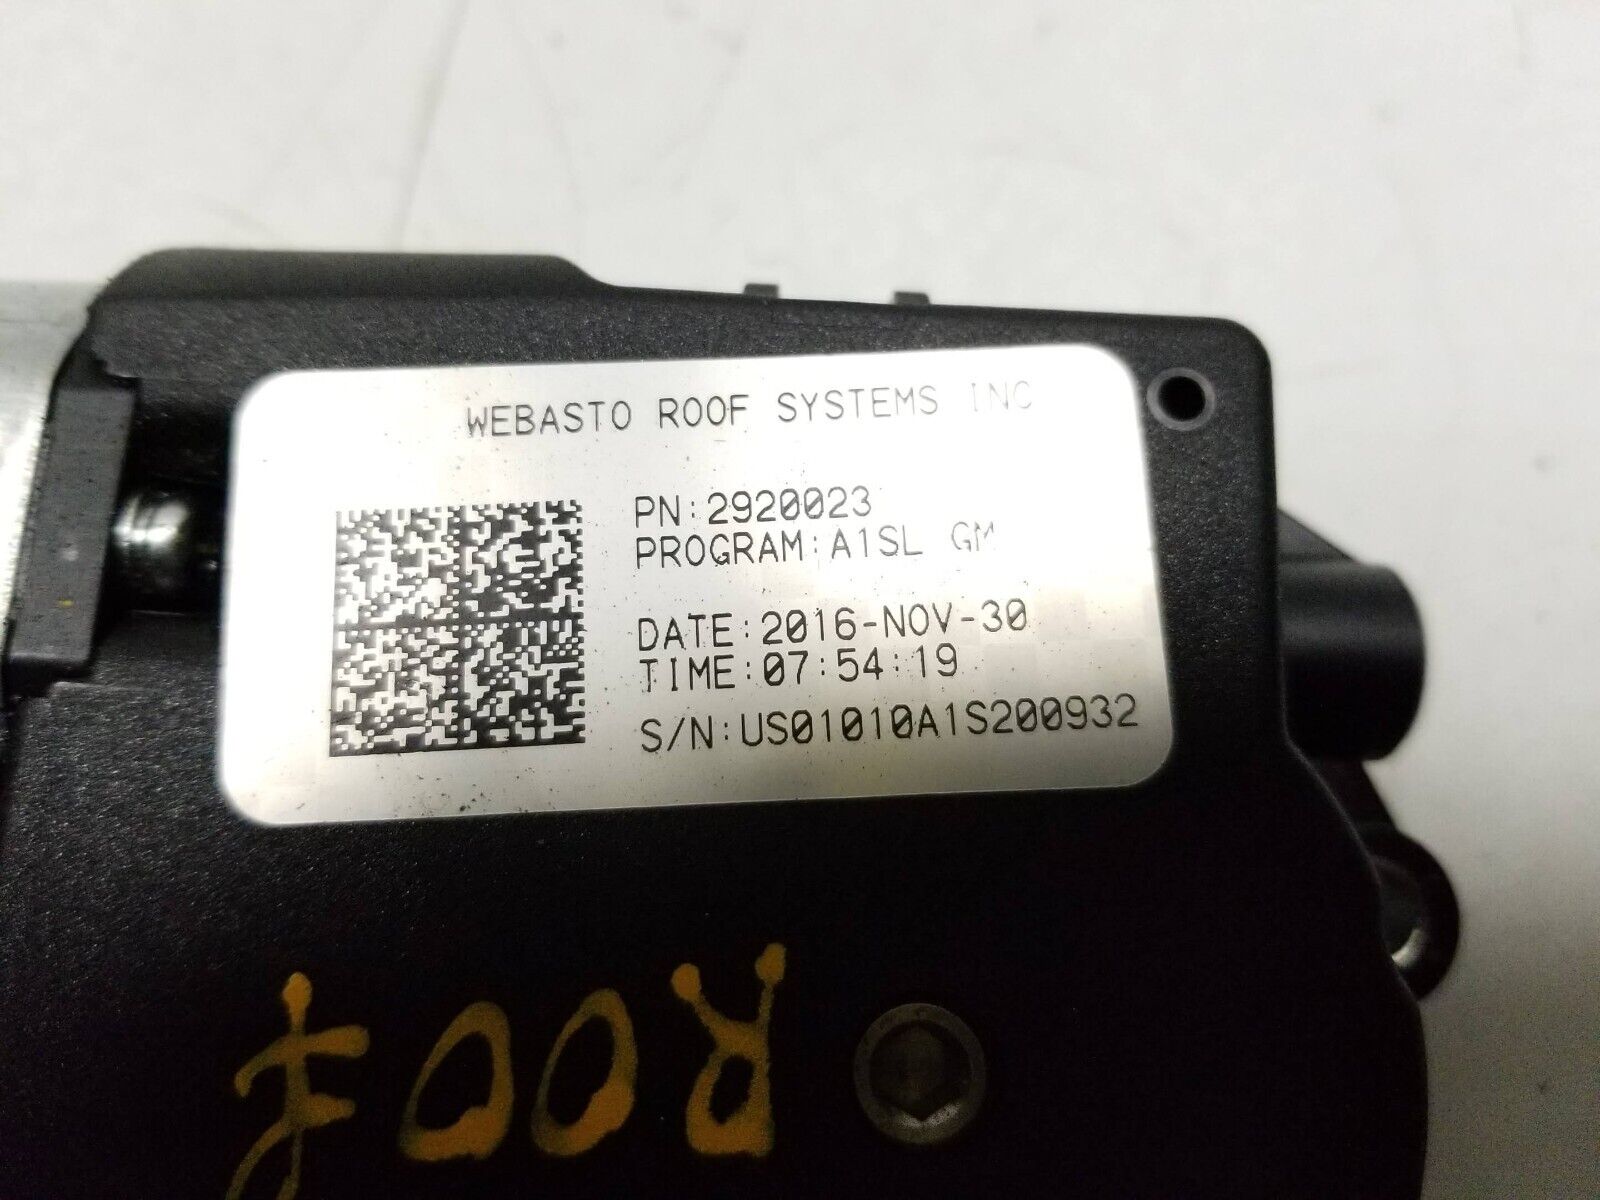 WEBASTO ROOF SYSTEMS INC
PN:2920023
PROGRAM:A1SL GM
DATE:2016-NOV-30
TIME:07:54:19
S/N:US01010A1S200932
ROOF